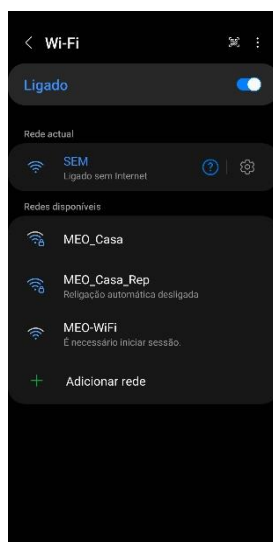 Wi-Fi
Ligado
Rede actual
SEM
Ligado sem Internet
Redes disponíveis
MEO_Casa
MEO_Casa_Rep
Religação automática desligada
MEO-WiFi
É necessário iniciar sessão.
Adicionar rede